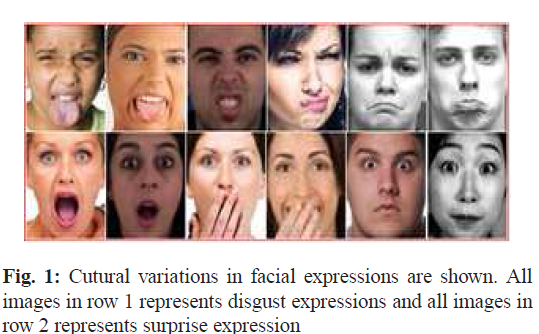 Fig. 1: Cutural variations in facial expressions are shown. All
images in row 1 represents disgust expressions and all images in
row 2 represents surprise expression